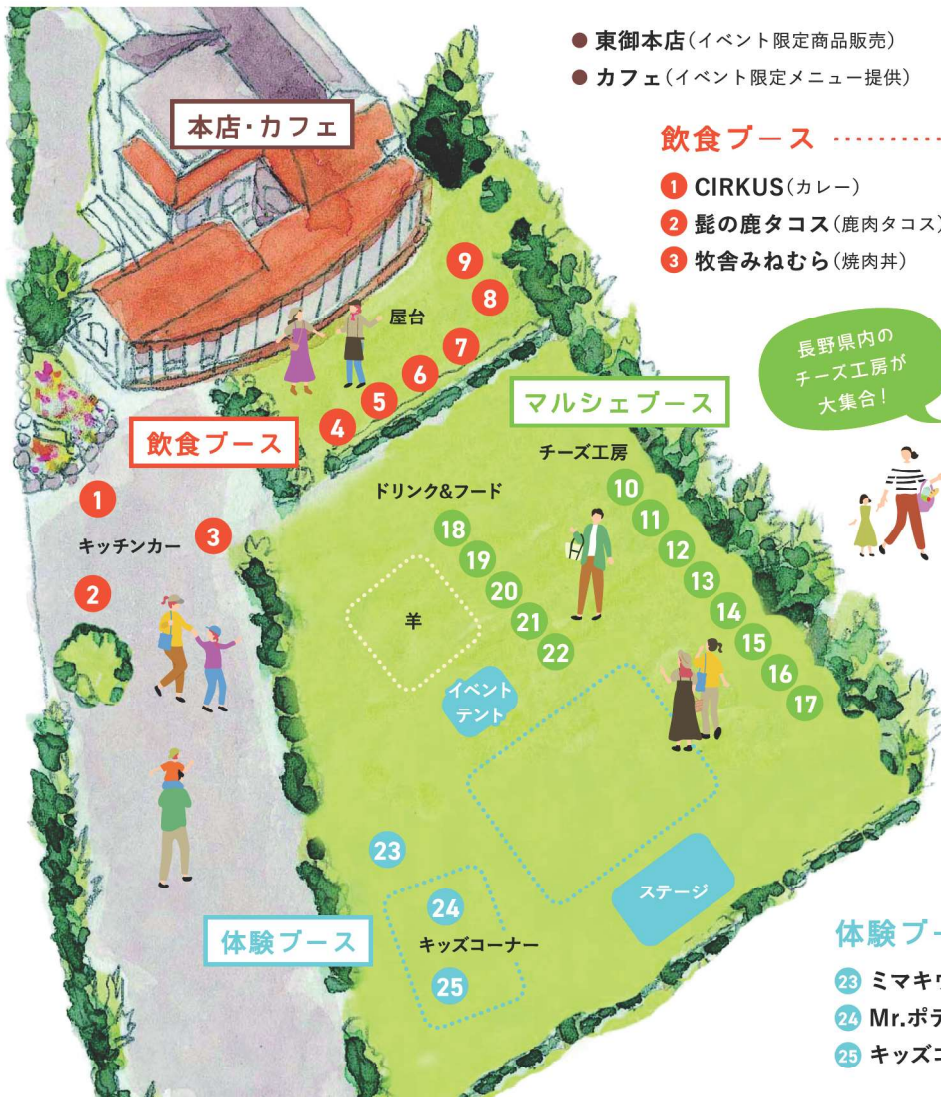 東御本店(イベント限定商品販売)
カフェ(イベント限定メニュー提供)
本店・カフェ
飲食ブース
1 CIRKUS(カレー)
2 髭の鹿タコス(鹿肉タコス)
3 牧舎みねむら(焼肉丼)
長野県内の
チーズ工房が
大集合!
屋台
9
8
7
6
5
4
飲食ブース
マルシェブース
1
キッチンカー
3
2
チーズ工房
10
11
12
13
14
15
16
17
ドリンク&フード
18
19
20
21
22
羊
イベント
テント
ステージ
23
24
キッズコーナー
25
体験ブース
体験ブー
23 ミマキ
24 Mr.ポテ
25 キッズコ